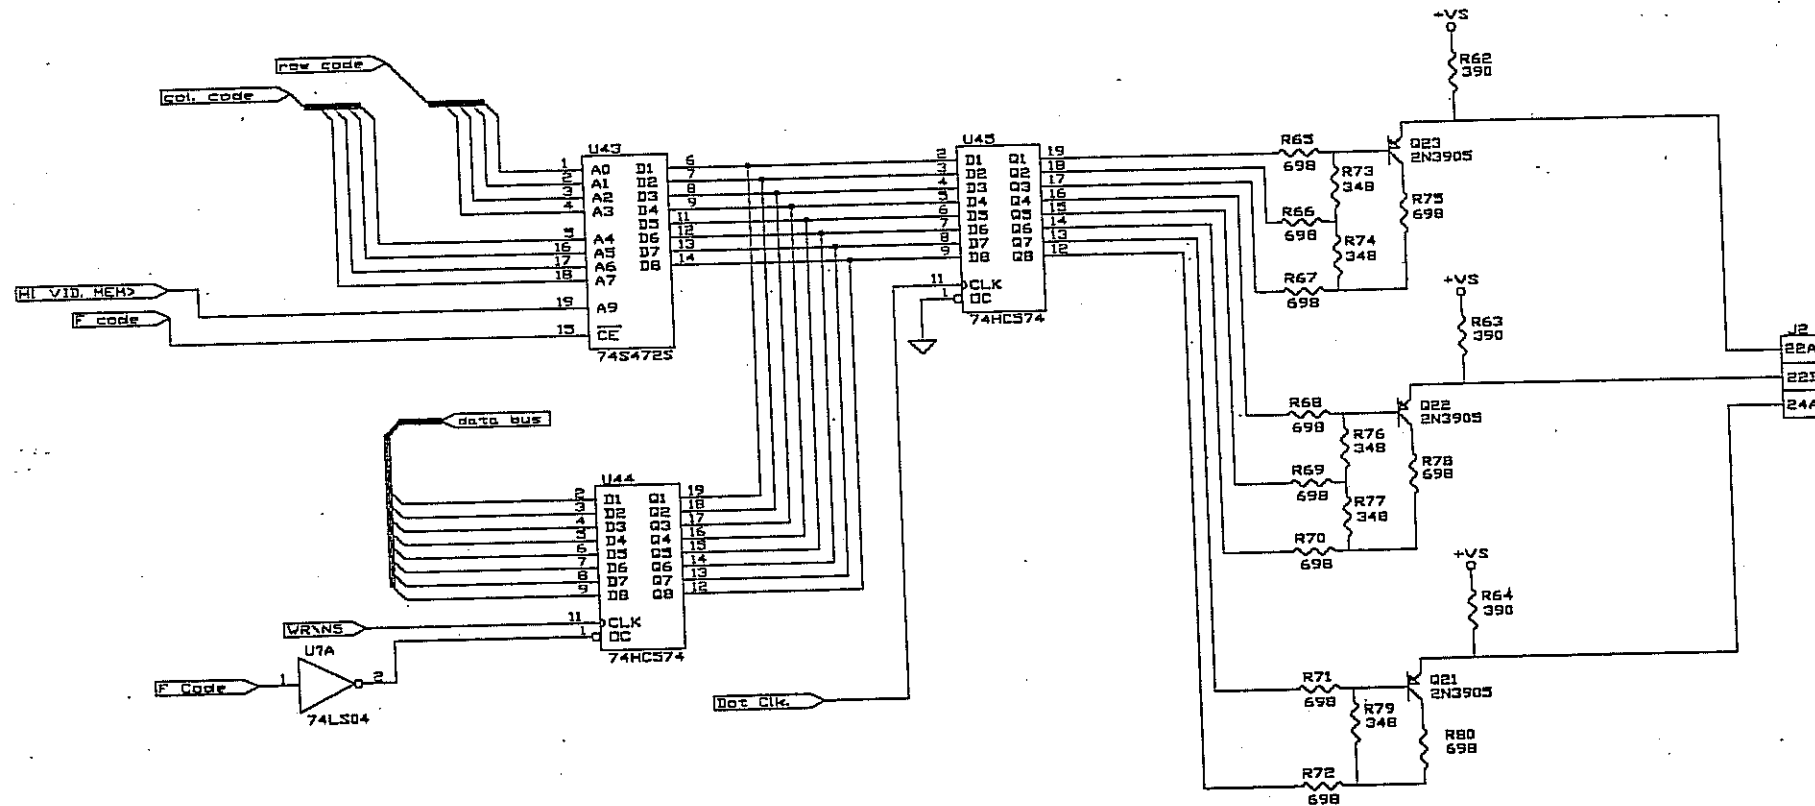 row code
col. code
HI VID. MEM>
F code
U43
1 A0 D1 6
2 A1 D2 7
3 A2 D3 8
4 A3 D4 9
D5 11
5 A4 D6 12
16 A5 D7 13
17 A6 D8 14
18 A7
19 A9
15 CE
74S472S
U45
2 D1 Q1 19
3 D2 Q2 18
4 D3 Q3 17
5 D4 Q4 16
6 D5 Q5 15
7 D6 Q6 14
8 D7 Q7 13
9 D8 Q8 12
11 CLK
1 OC
74HC574
data bus
U44
2 D1 Q1 19
3 D2 Q2 18
4 D3 Q3 17
5 D4 Q4 16
6 D5 Q5 15
7 D6 Q6 14
8 D7 Q7 13
9 D8 Q8 12
11 CLK
1 OC
74HC574
WR\N5
U7A
F Code
1
2
74LS04
Dot Clk.
+VS
R62
390
R65
698
R73
348
R66
698
R74
348
R67
698
Q23
2N3905
R75
698
+VS
R63
390
R68
698
R76
348
R69
698
R77
348
R70
698
Q22
2N3905
R78
698
+VS
R64
390
R71
698
R79
348
R72
698
Q21
2N3905
R80
698
J2
22A
24A